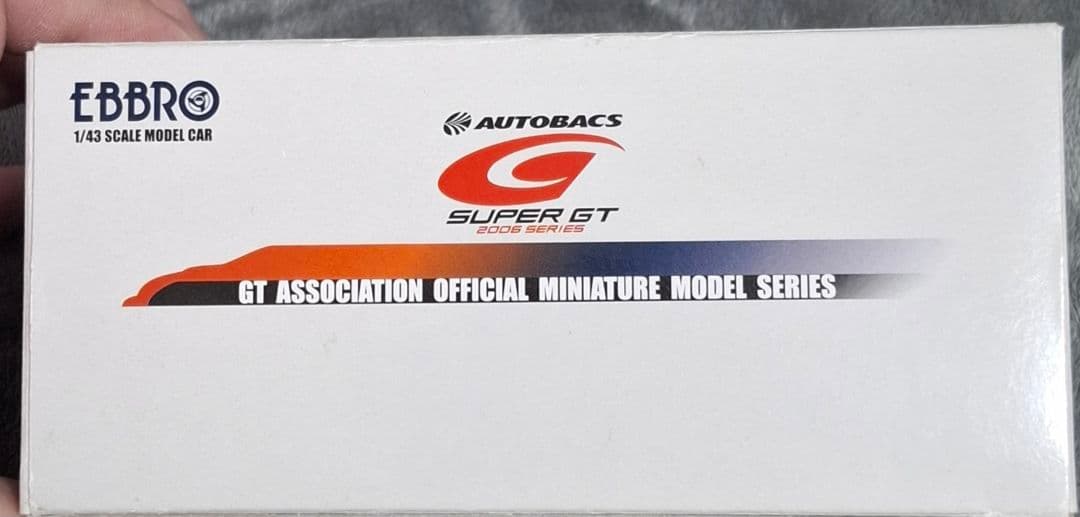 EBBRO
1/43 SCALE MODEL CAR
AUTOBACS
SUPER GT
2006 SERIES
GT ASSOCIATION OFFICIAL MINIATURE MODEL SERIES